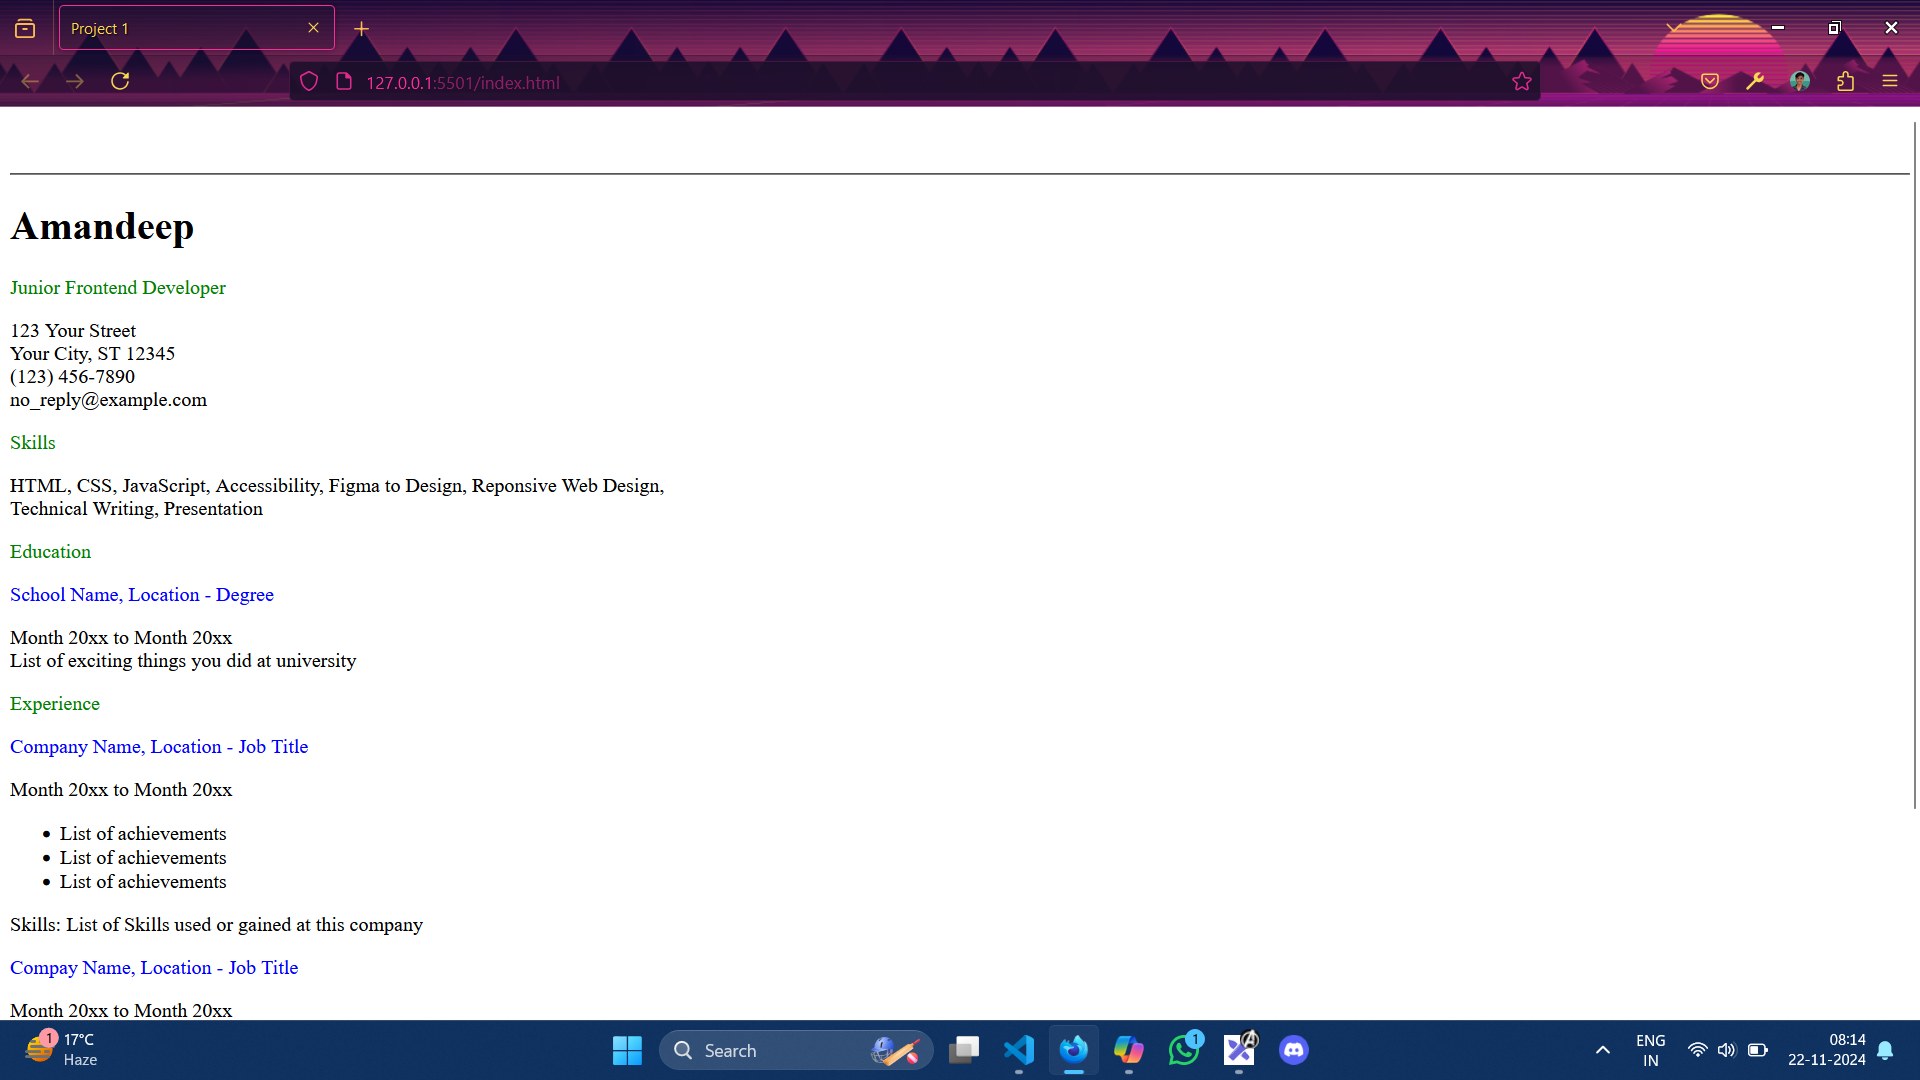 Project 1
127.0.0.1:5501/index.html
Amandeep
Junior Frontend Developer
123 Your Street
Your City, ST 12345
(123) 456-7890
no_reply@example.com
Skills
HTML, CSS, JavaScript, Accessibility, Figma to Design, Reponsive Web Design,
Technical Writing, Presentation
Education
School Name, Location - Degree
Month 20xx to Month 20xx
List of exciting things you did at university
Experience
Company Name, Location - Job Title
Month 20xx to Month 20xx
• List of achievements
• List of achievements
• List of achievements
Skills: List of Skills used or gained at this company
Compay Name, Location - Job Title
Month 20xx to Month 20xx
1
17°C
Haze
Search
1
ENG
IN
08:14
22-11-2024